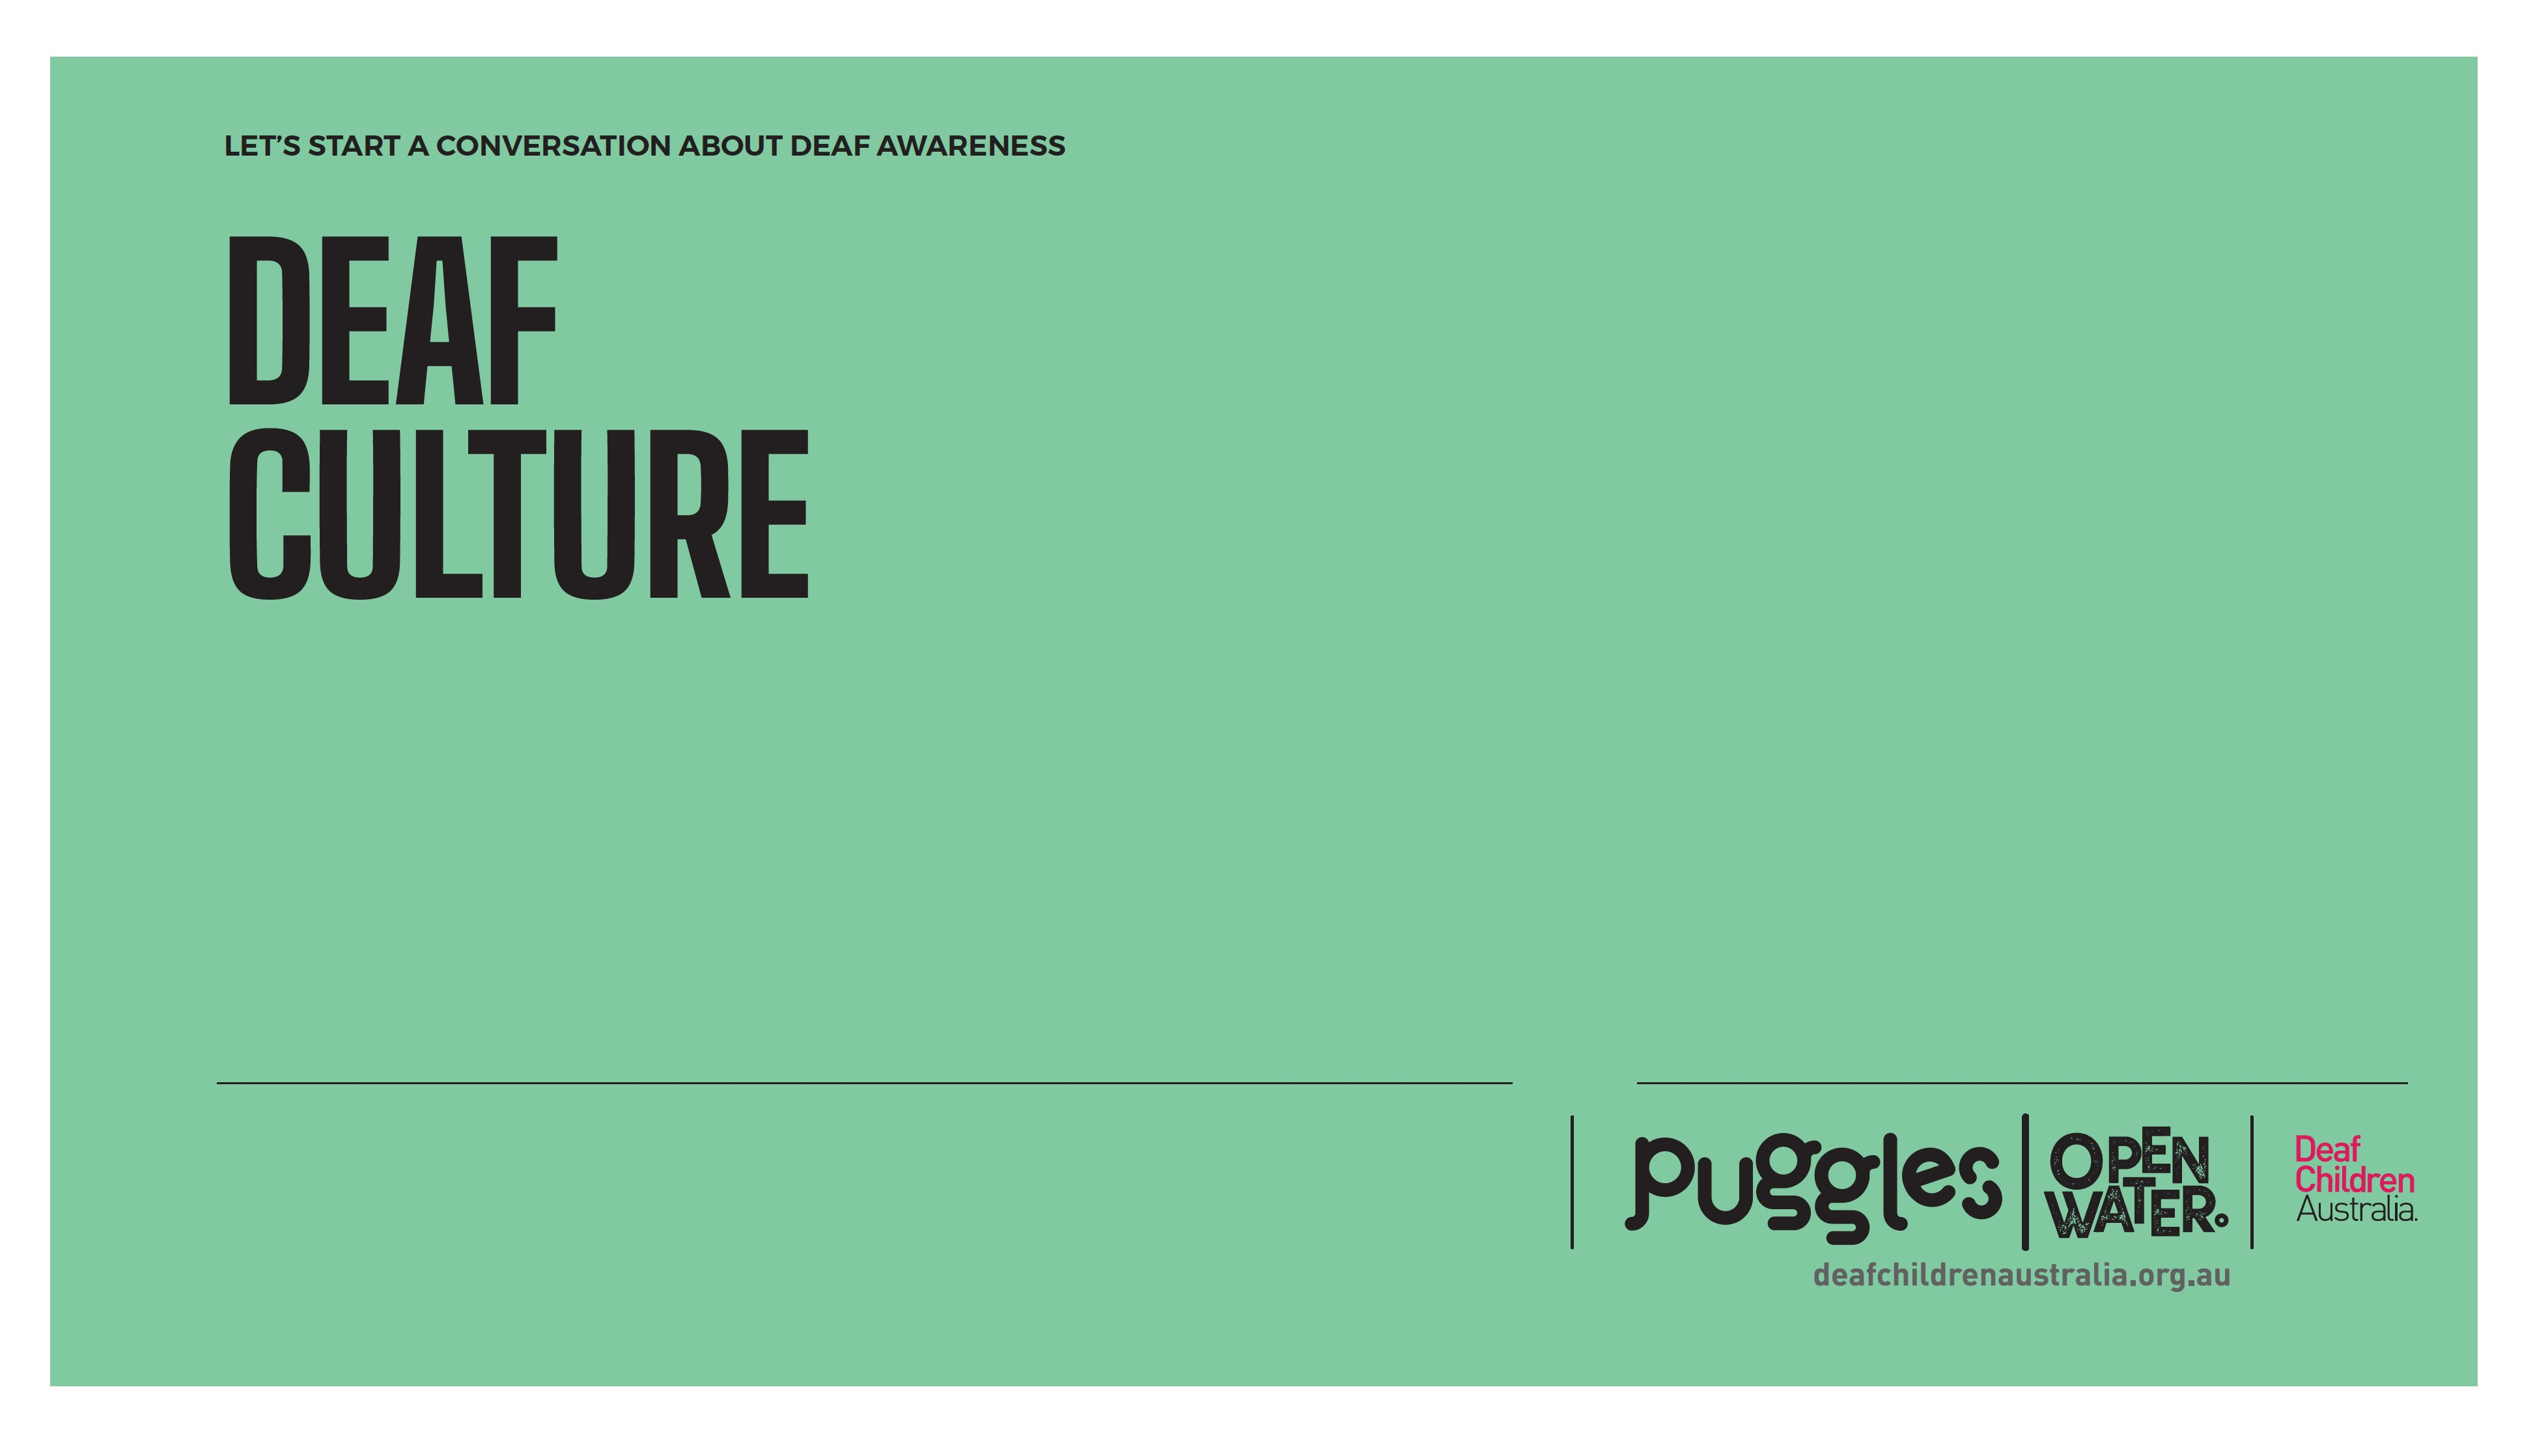 LET’S START A CONVERSATION ABOUT DEAF AWARENESS
DEAF
CULTURE
puggles
OPEN
WATER.
Deaf
Children
Australia.
deafchildrenaustralia.org.au